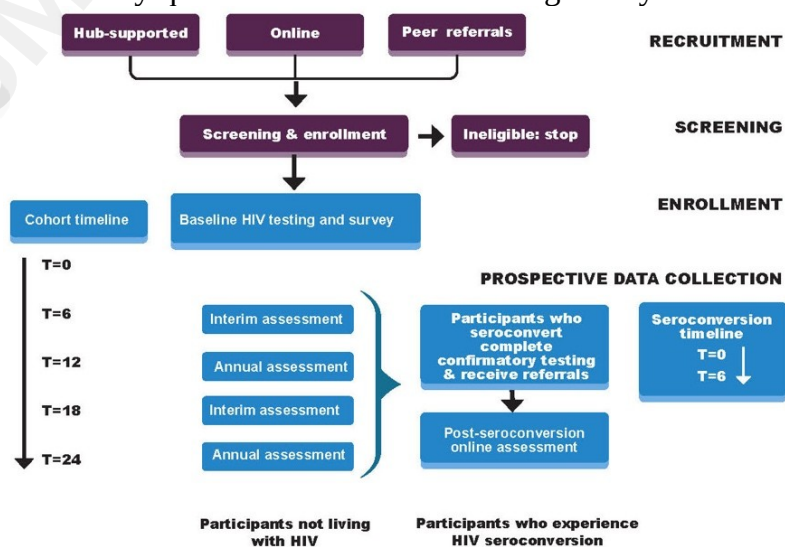 Hub-supported
Online
Peer referrals
RECRUITMENT
Screening & enrollment
Ineligible: stop
SCREENING
ENROLLMENT
Cohort timeline
Baseline HIV testing and survey
T=0
PROSPECTIVE DATA COLLECTION
T=6
Interim assessment
T=12
Annual assessment
T=18
Interim assessment
T=24
Annual assessment
Participants who
seroconvert
complete
confirmatory testing
& receive referrals
Seroconversion
timeline
T=0
T=6
Post-seroconversion
online assessment
Participants not living
with HIV
Participants who experience
HIV seroconversion